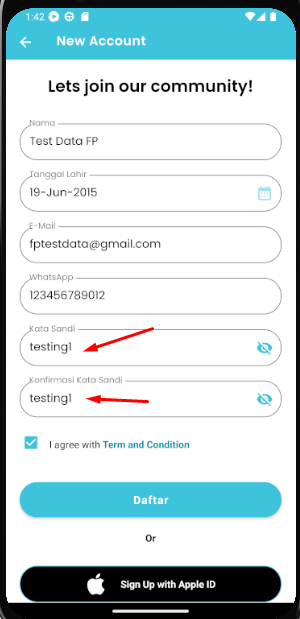 1:42
New Account
Lets join our community!
Nama
Test Data FP
Tanggal Lahir
19-Jun-2015
E-Mail
fptestdata@gmail.com
WhatsApp
123456789012
Kata Sandi
testing1
Konfirmasi Kata Sandi
testing1
I agree with Term and Condition
Daftar
Or
Sign Up with Apple ID